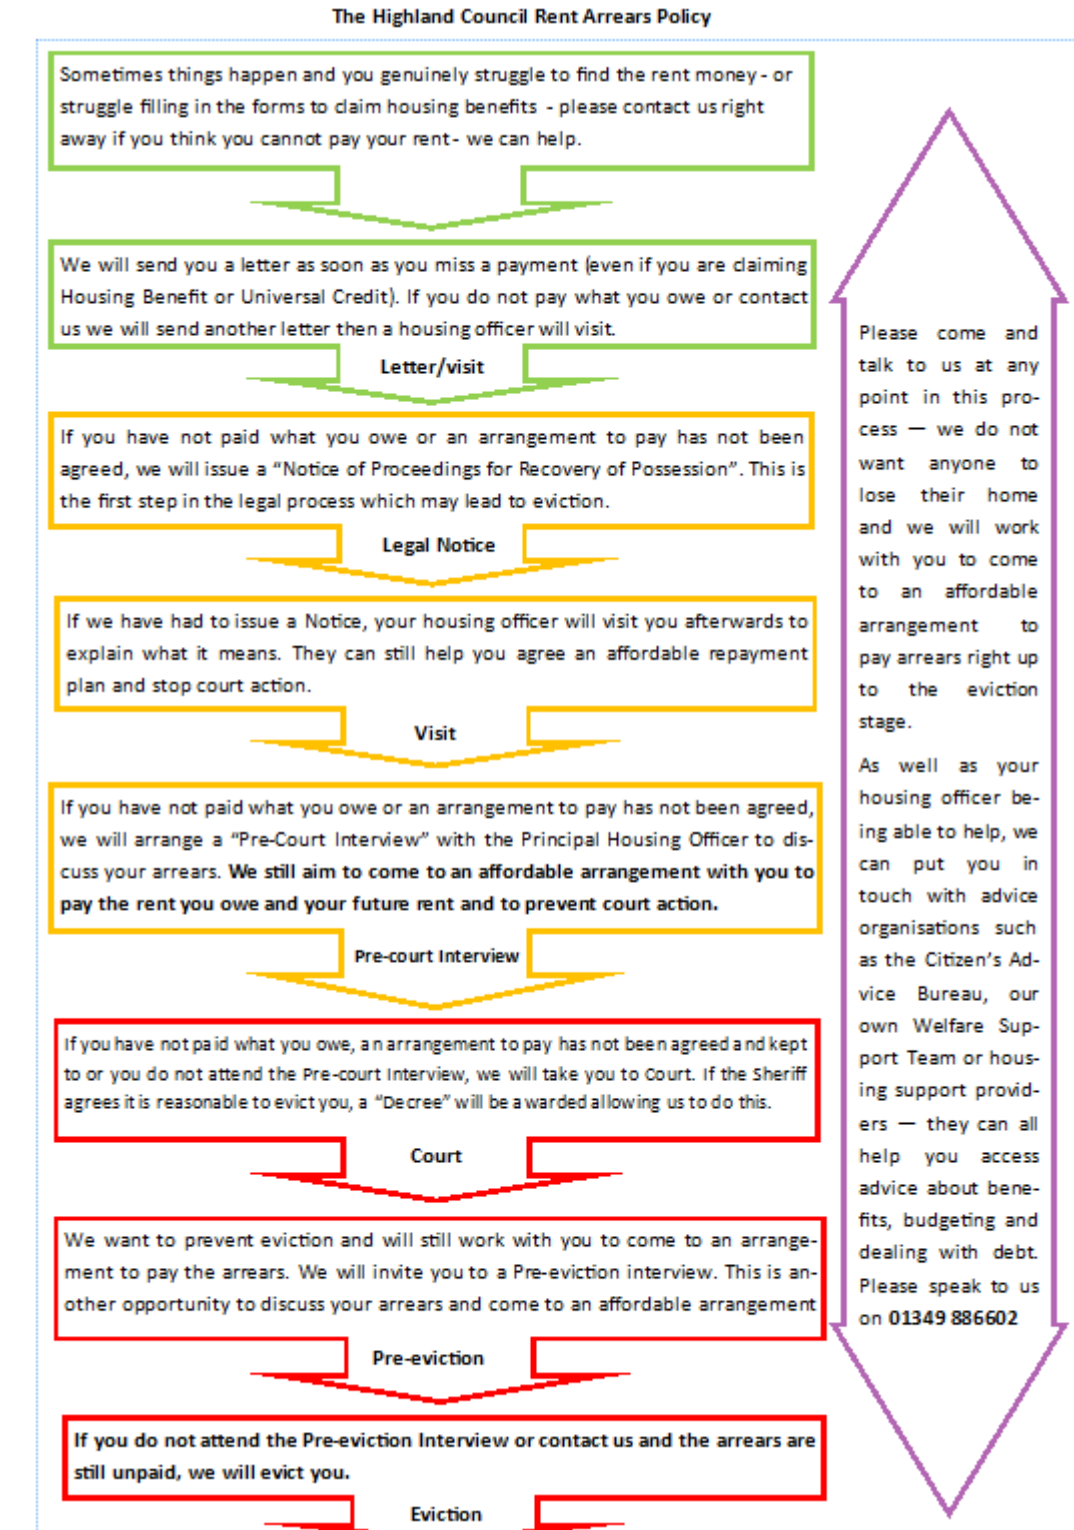 The Highland Council Rent Arrears Policy
Sometimes things happen and you genuinely struggle to find the rent money - or
struggle filling in the forms to claim housing benefits - please contact us right
away if you think you cannot pay your rent - we can help.
We will send you a letter as soon as you miss a payment (even if you are claiming
Housing Benefit or Universal Credit). If you do not pay what you owe or contact
us we will send another letter then a housing officer will visit.
Letter/visit
If you have not paid what you owe or an arrangement to pay has not been
agreed, we will issue a “Notice of Proceedings for Recovery of Possession”. This is
the first step in the legal process which may lead to eviction.
Legal Notice
If we have had to issue a Notice, your housing officer will visit you afterwards to
explain what it means. They can still help you agree an affordable repayment
plan and stop court action.
Visit
If you have not paid what you owe or an arrangement to pay has not been agreed,
we will arrange a “Pre-Court Interview” with the Principal Housing Officer to dis-
cuss your arrears. We still aim to come to an affordable arrangement with you to
pay the rent you owe and your future rent and to prevent court action.
Pre-court Interview
If you have not paid what you owe, an arrangement to pay has not been agreed and kept
to or you do not attend the Pre-court Interview, we will take you to Court. If the Sheriff
agrees it is reasonable to evict you, a “Decree” will be awarded allowing us to do this.
Court
We want to prevent eviction and will still work with you to come to an arrange-
ment to pay the arrears. We will invite you to a Pre-eviction interview. This is an-
other opportunity to discuss your arrears and come to an affordable arrangement
Pre-eviction
If you do not attend the Pre-eviction Interview or contact us and the arrears are
still unpaid, we will evict you.
Eviction
Please come and
talk to us at any
point in this pro-
cess — we do not
want anyone to
lose their home
and we will work
with you to come
to an affordable
arrangement to
pay arrears right up
to the eviction
stage.
As well as your
housing officer be-
ing able to help, we
can put you in
touch with advice
organisations such
as the Citizen’s Ad-
vice Bureau, our
own Welfare Sup-
port Team or hous-
ing support provid-
ers — they can all
help you access
advice about bene-
fits, budgeting and
dealing with debt.
Please speak to us
on 01349 886602